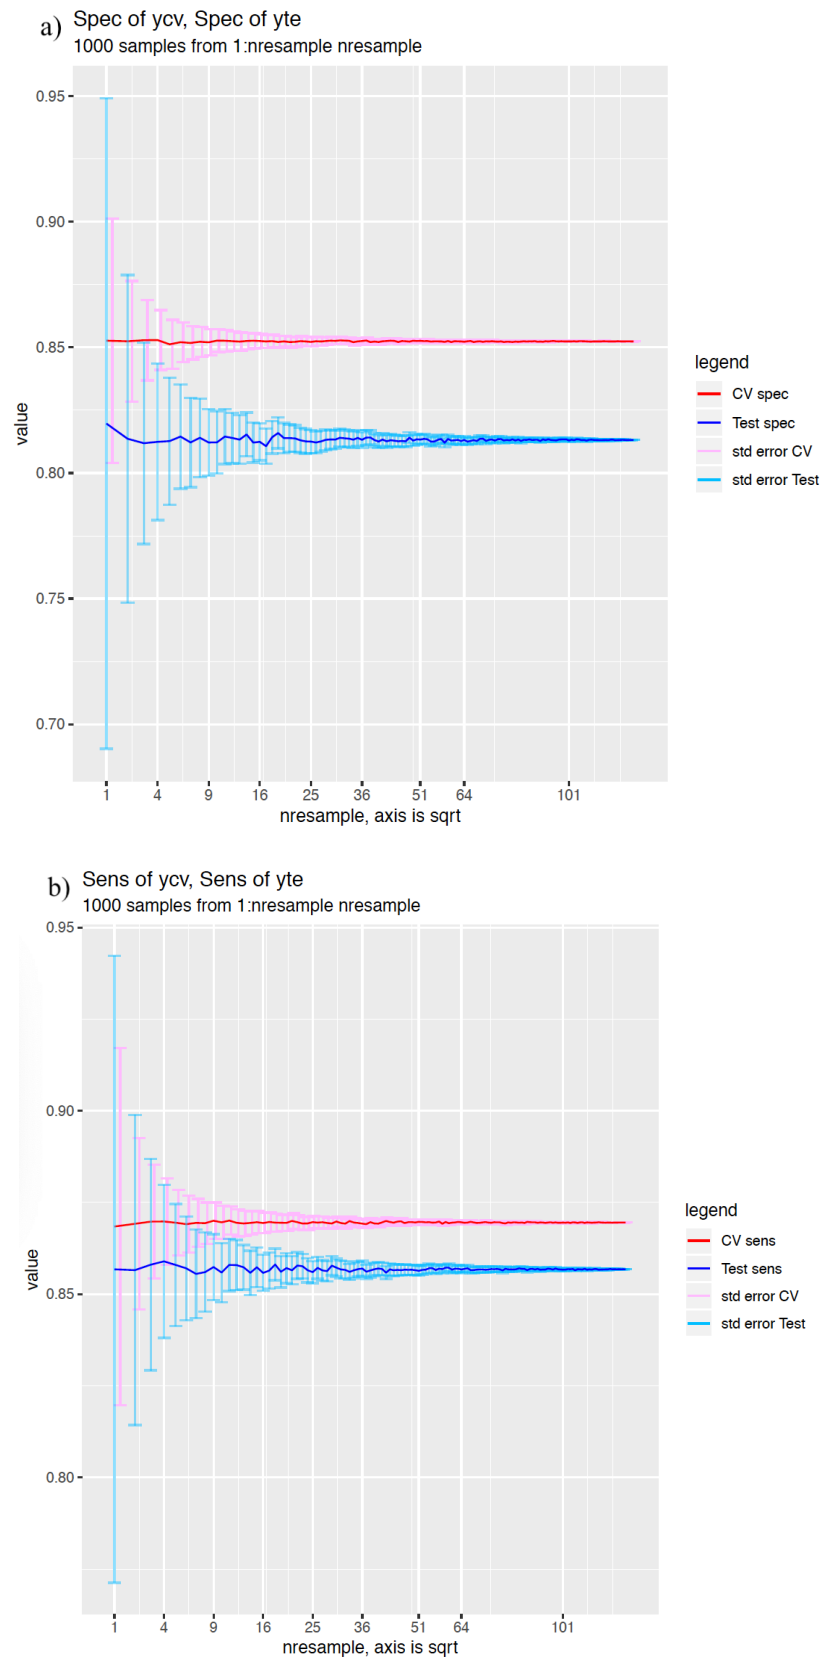 a) Spec of ycv, Spec of yte
1000 samples from 1:nresample nresample
0.95
0.90
0.85
0.80
0.75
0.70
value
1 4 9 16 25 36 51 64 101
nresample, axis is sqrt
legend
CV spec
Test spec
std error CV
std error Test
b) Sens of ycv, Sens of yte
1000 samples from 1:nresample nresample
0.95
0.90
0.85
0.80
value
1 4 9 16 25 36 51 64 101
nresample, axis is sqrt
legend
CV sens
Test sens
std error CV
std error Test